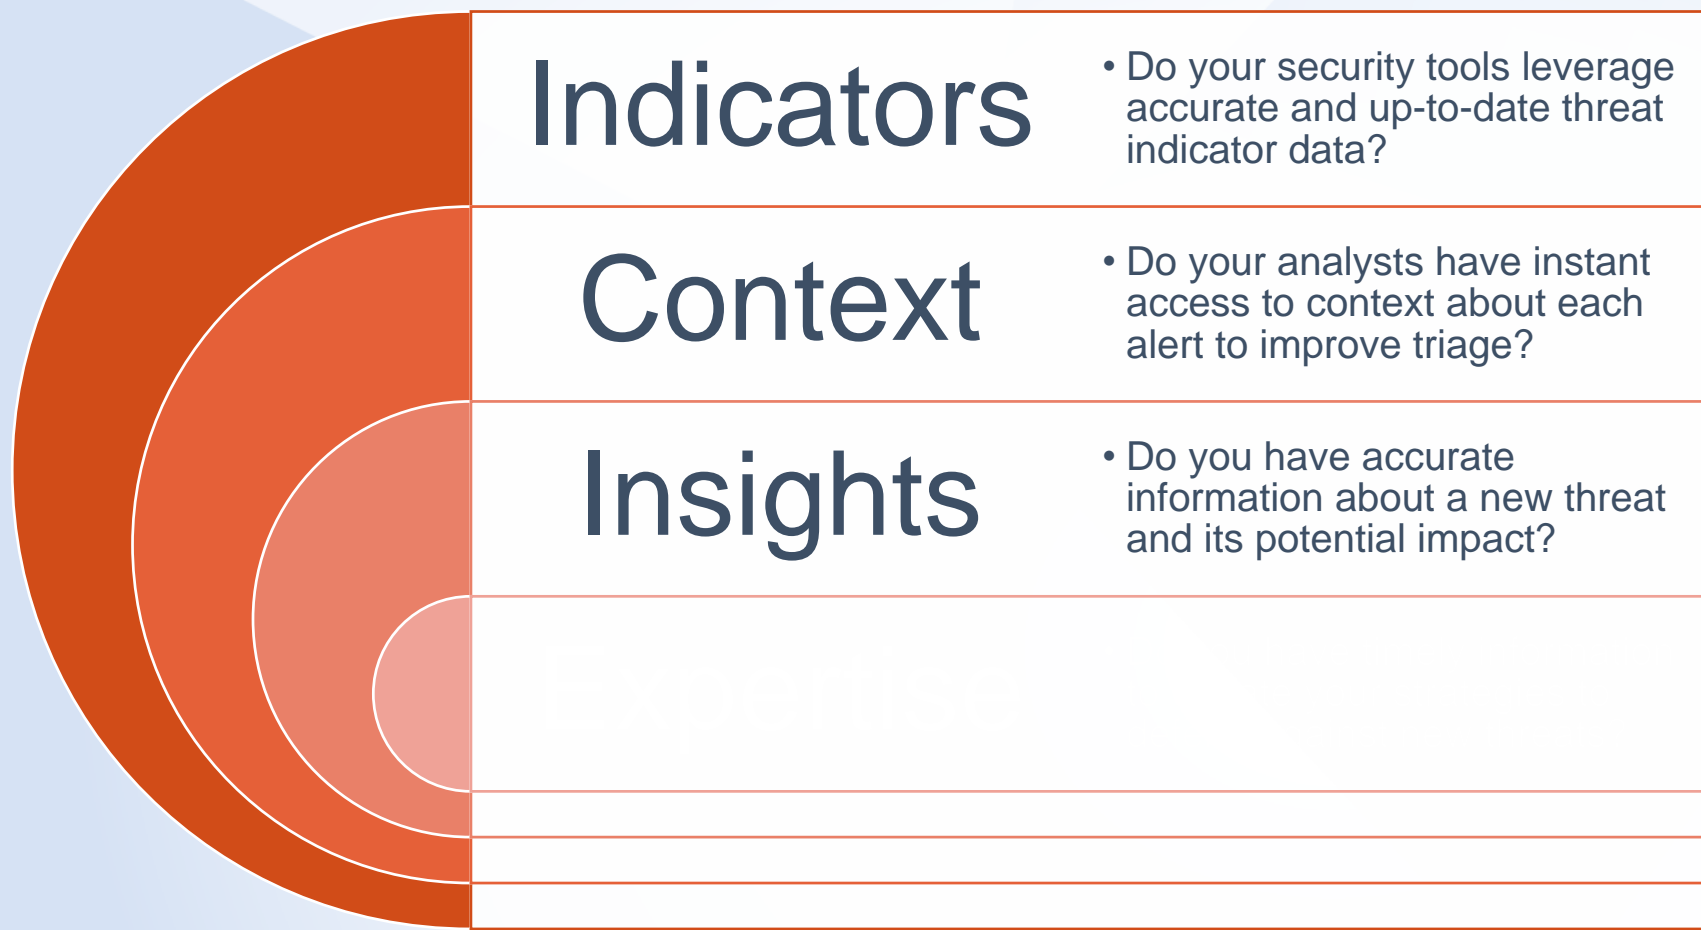 Indicators
• Do your security tools leverage
accurate and up-to-date threat
indicator data?
Context
• Do your analysts have instant
access to context about each
alert to improve triage?
Insights
• Do you have accurate
information about a new threat
and its potential impact?
Expertise